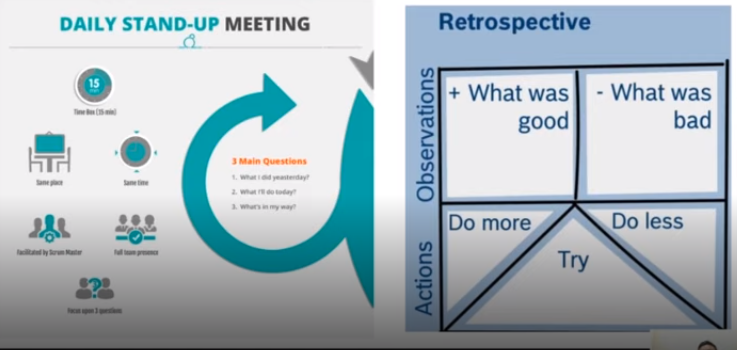 DAILY STAND-UP MEETING
15
Time Box (15 min)
Same place
Same time
Facilitated by Scrum Master
Full team presence
Focus upon 3 questions
3 Main Questions
1. What I did yeasterday?
2. What I'll do today?
3. What's in my way?
Retrospective
Observations
+ What was
good
- What was
bad
Actions
Do more
Do less
Try